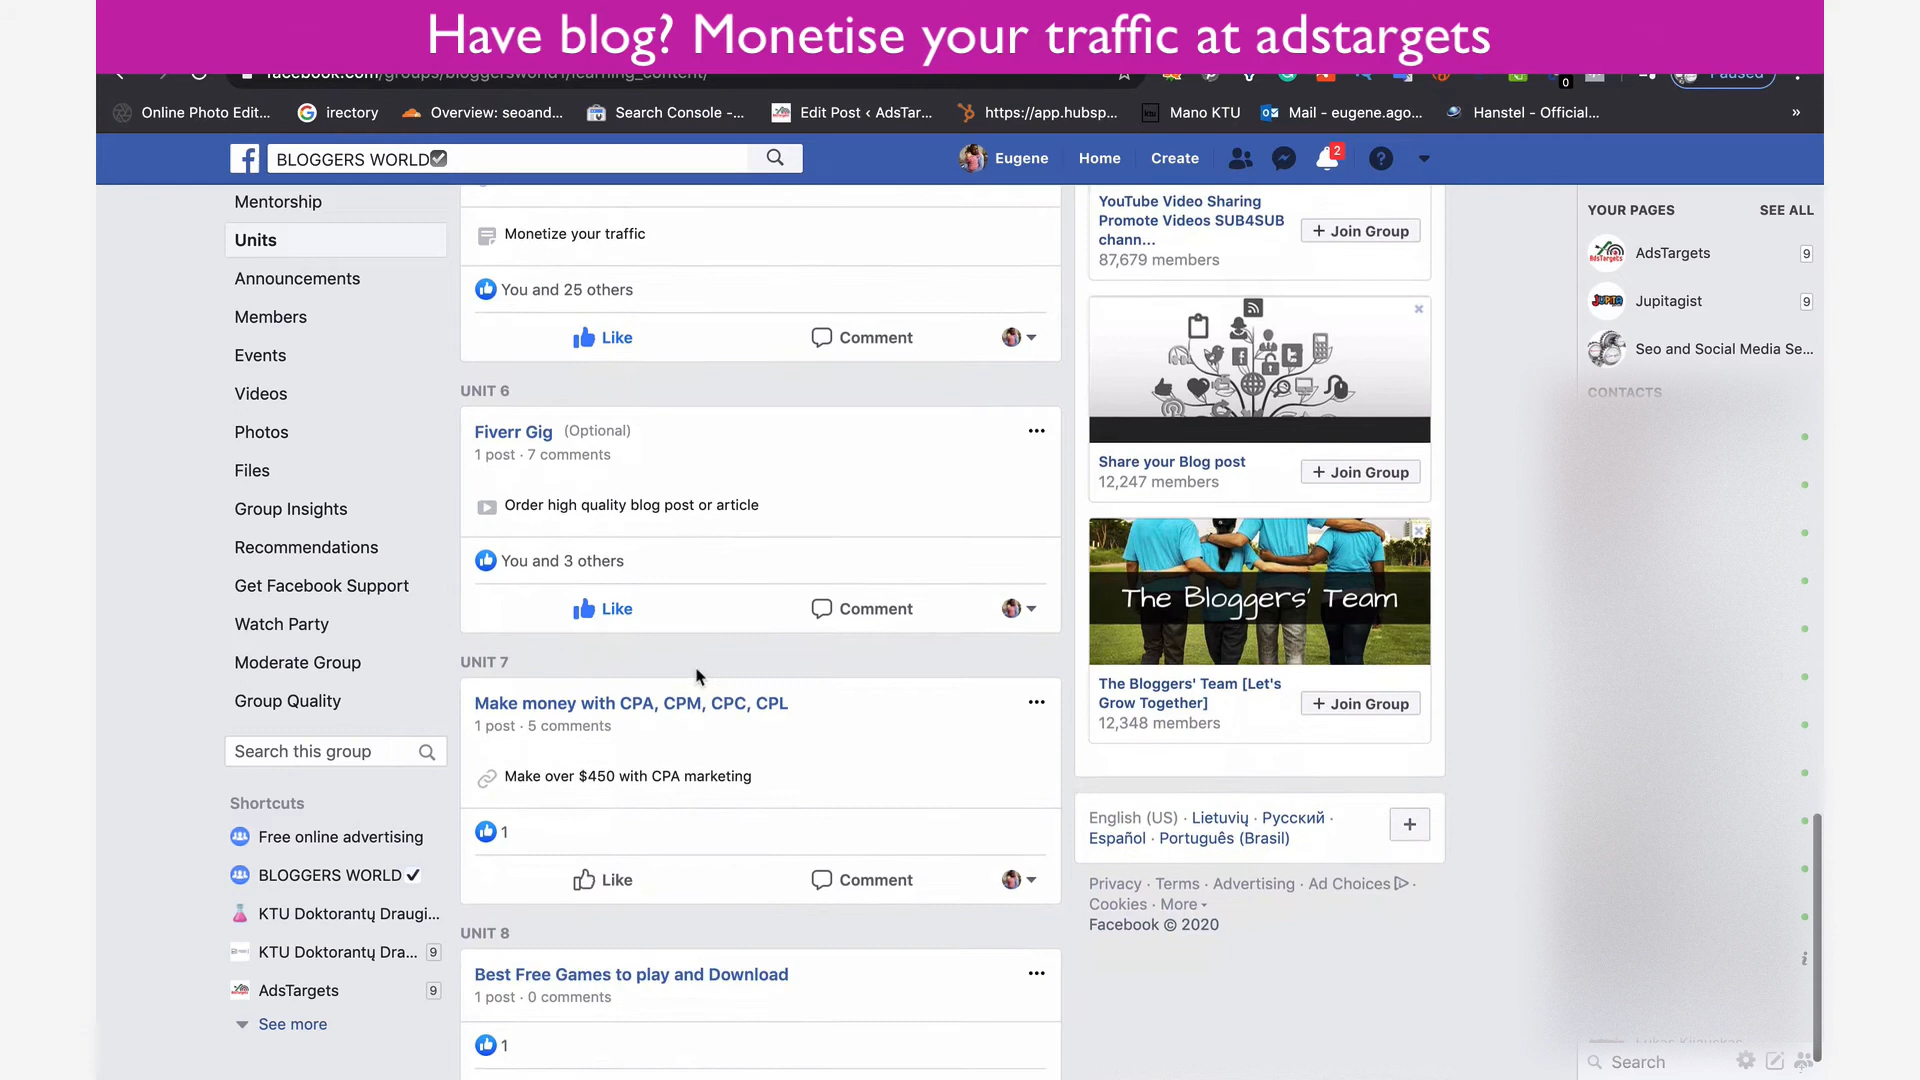 Have blog? Monetise your traffic at adstargets
facebook.com/groups/bloggersworld1/learning_content/
0
Paused
Online Photo Edit...
irectory
Overview: seoand...
Search Console -...
Edit Post ‹ AdsTar...
https://app.hubsp...
ktu
Mano KTU
Mail - eugene.ago...
Hanstel - Official...
»
BLOGGERS WORLD☑
Eugene
Home
Create
2
Mentorship
Units
Announcements
Members
Events
Videos
Photos
Files
Group Insights
Recommendations
Get Facebook Support
Watch Party
Moderate Group
Group Quality
Search this group
Shortcuts
Free online advertising
BLOGGERS WORLD ✔
KTU Doktorantų Draugi...
KTU Doktorantų Dra...
9
AdsTargets
9
See more
Monetize your traffic
You and 25 others
Like
Comment
UNIT 6
Fiverr Gig (Optional)
1 post · 7 comments
Order high quality blog post or article
You and 3 others
Like
Comment
UNIT 7
Make money with CPA, CPM, CPC, CPL
1 post · 5 comments
Make over $450 with CPA marketing
1
Like
Comment
UNIT 8
Best Free Games to play and Download
1 post · 0 comments
1
YouTube Video Sharing
Promote Videos SUB4SUB
chann...
87,679 members
+ Join Group
Share your Blog post
12,247 members
+ Join Group
The Bloggers' Team
The Bloggers' Team [Let's
Grow Together]
12,348 members
+ Join Group
English (US) · Lietuvių · Русский ·
Español · Português (Brasil)
+
Privacy · Terms · Advertising · Ad Choices ·
Cookies · More
Facebook © 2020
YOUR PAGES
SEE ALL
AdsTargets
9
Jupitagist
9
Seo and Social Media Se...
CONTACTS
Search